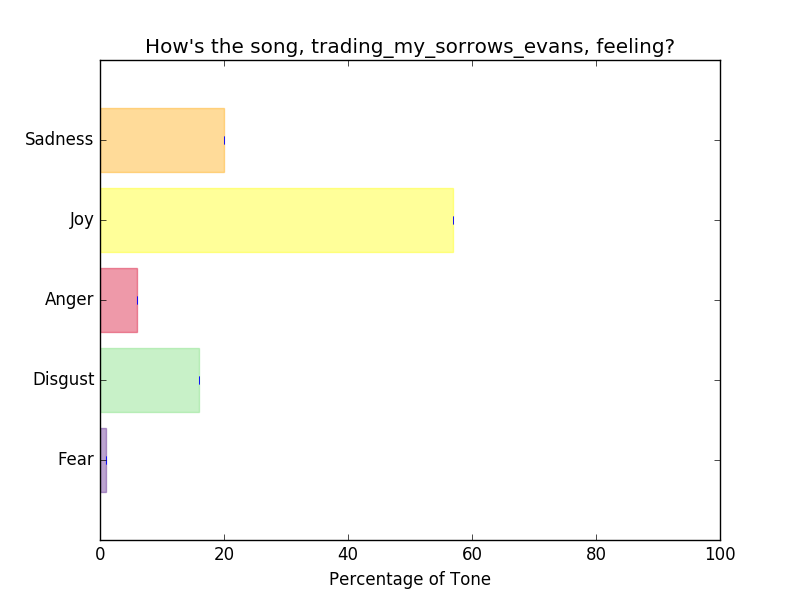 How's the song, trading_my_sorrows_evans, feeling?
Sadness
Joy
Anger
Disgust
Fear
0 20 40 60 80 100
Percentage of Tone